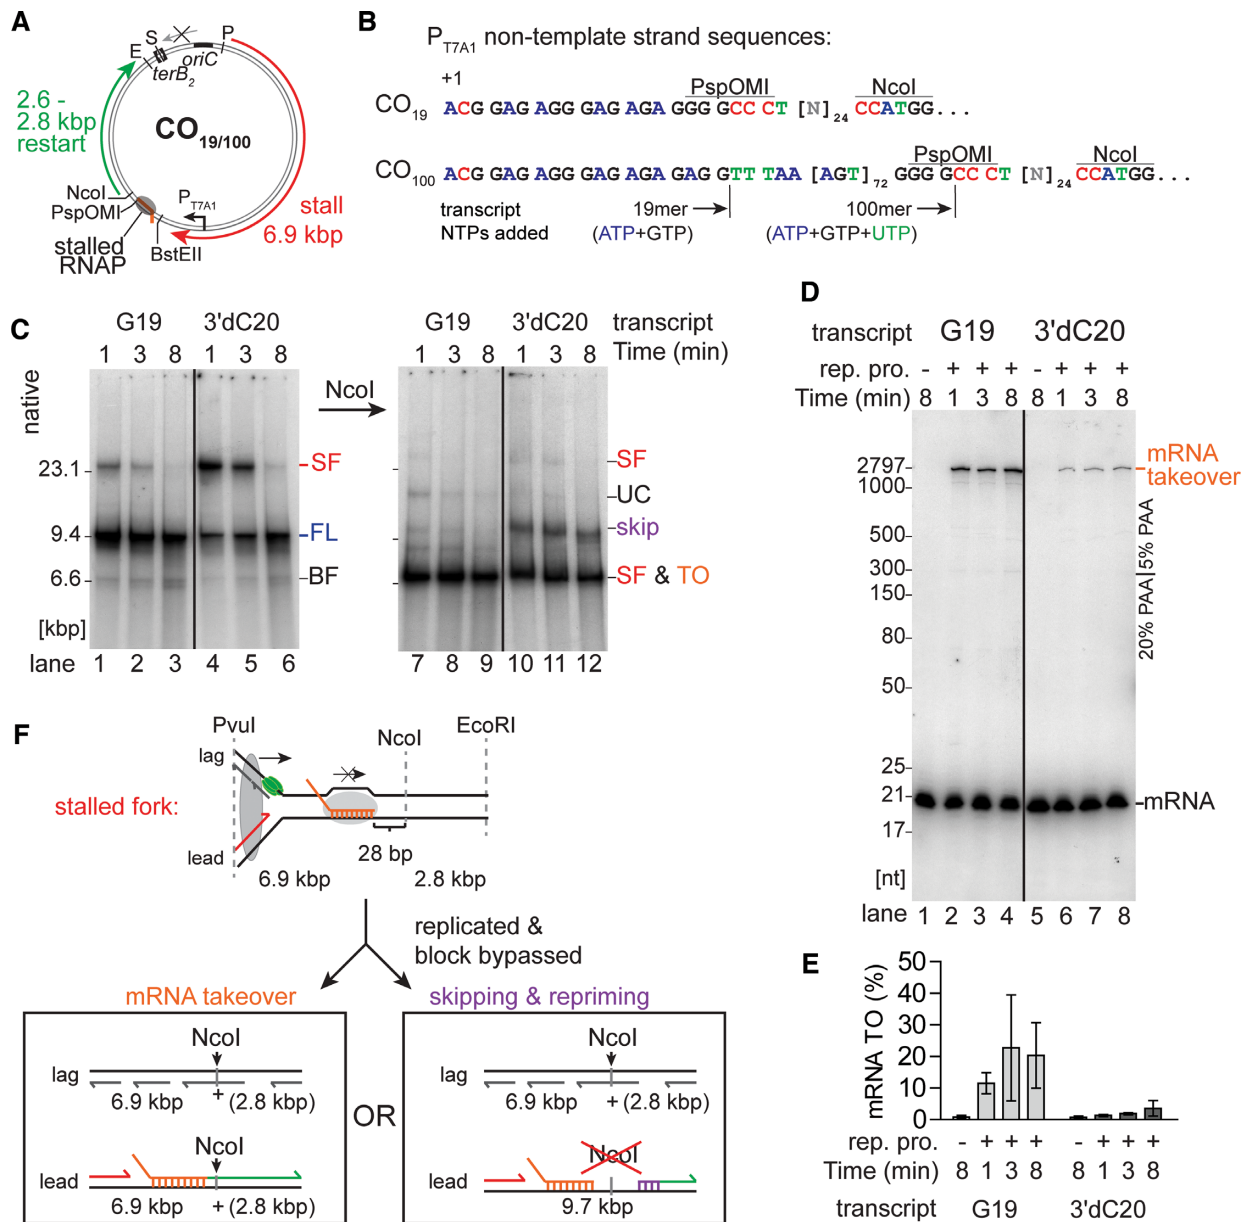 A
E S P
oriC
terB2
2.6 -
2.8 kbp
restart
CO19/100
NcoI
PspOMI
PT7A1
stall
6.9 kbp
stalled
RNAP
BstEII
B
PT7A1 non-template strand sequences:
+1
PspOMI NcoI
CO19 ACG GAG AGG GAG AGA GGGG GCC CT [N]24 CCATGG...
PspOMI NcoI
CO100 ACG GAG AGG GAG AGA GAG GTTT TAA [AGT]72 GGGG GCCC CT [N]24 CCATGG...
transcript 19mer 100mer
NTPs added (ATP+GTP) (ATP+GTP+UTP)
C
G19 3'dC20 G19 3'dC20 transcript
1 3 8 1 3 8 1 3 8 1 3 8 Time (min)
native
NcoI
23.1 SF SF
UC
9.4 FL skip
6.6 BF SF & TO
[kbp]
lane 1 2 3 4 5 6 7 8 9 10 11 12
D
transcript G19 3'dC20
rep. pro. - + + + - + + +
Time (min) 8 1 3 8 8 1 3 8
2797 mRNA
takeover
1000
500
300
150
80
50
25
21 mRNA
17
20% PAA|5% PAA
[nt]
lane 1 2 3 4 5 6 7 8
E
mRNA TO (%)
50
40
30
20
10
0
rep. pro. - + + + - + + +
Time (min) 8 1 3 8 8 1 3 8
transcript G19 3'dC20
F
PvuI NcoI EcoRI
lag
stalled fork:
lead
28 bp
6.9 kbp 2.8 kbp
replicated &
block bypassed
mRNA takeover
NcoI
lag
6.9 kbp + (2.8 kbp)
NcoI
lead
6.9 kbp +(2.8 kbp)
OR
skipping & repriming
NcoI
lag
6.9 kbp + (2.8 kbp)
NcoI
lead
9.7 kbp